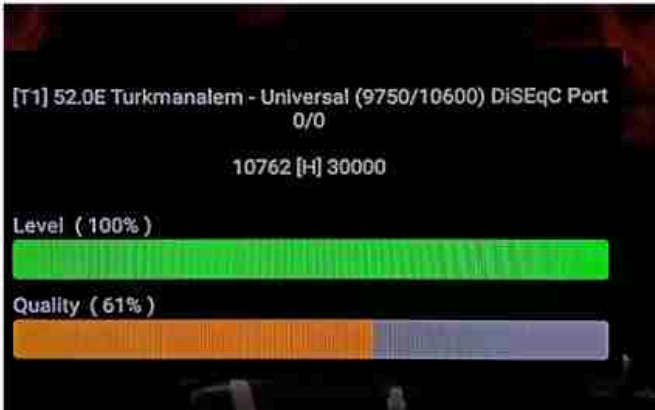 [T1] 52.0E Turkmanalem - Universal (9750/10600) DiSEqC Port
0/0
10762 [H] 30000
Level ( 100% )
Quality ( 61% )